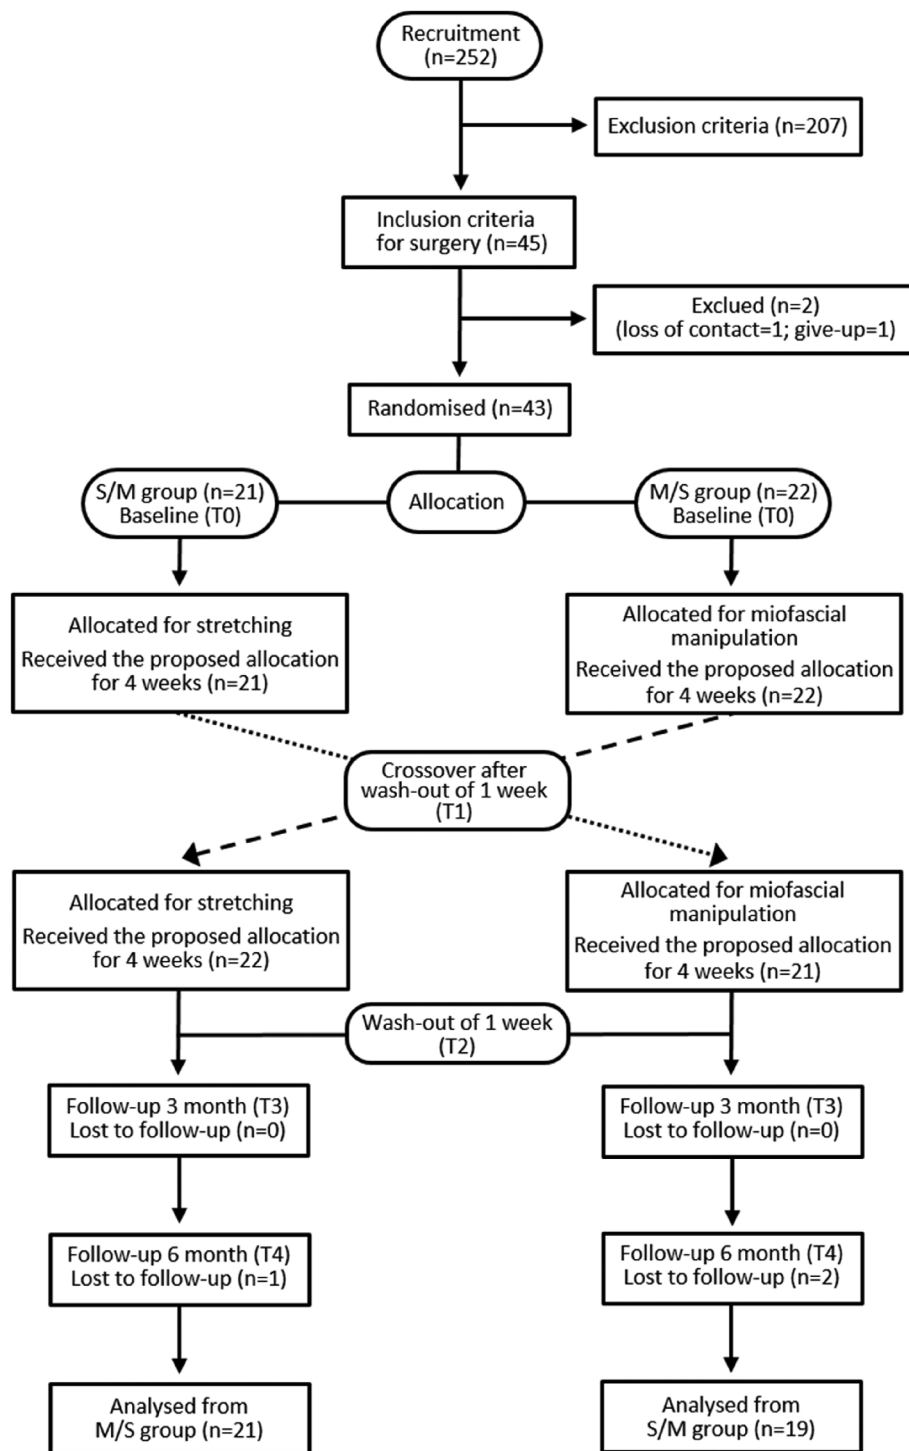 Recruitment
(n=252)
Exclusion criteria (n=207)
Inclusion criteria
for surgery (n=45)
Exclued (n=2)
(loss of contact=1; give-up=1)
Randomised (n=43)
S/M group (n=21)
Baseline (T0)
Allocation
M/S group (n=22)
Baseline (T0)
Allocated for stretching
Received the proposed allocation
for 4 weeks (n=21)
Allocated for miofascial
manipulation
Received the proposed allocation
for 4 weeks (n=22)
Crossover after
wash-out of 1 week
(T1)
Allocated for stretching
Received the proposed allocation
for 4 weeks (n=22)
Allocated for miofascial
manipulation
Received the proposed allocation
for 4 weeks (n=21)
Wash-out of 1 week
(T2)
Follow-up 3 month (T3)
Lost to follow-up (n=0)
Follow-up 3 month (T3)
Lost to follow-up (n=0)
Follow-up 6 month (T4)
Lost to follow-up (n=1)
Follow-up 6 month (T4)
Lost to follow-up (n=2)
Analysed from
M/S group (n=21)
Analysed from
S/M group (n=19)